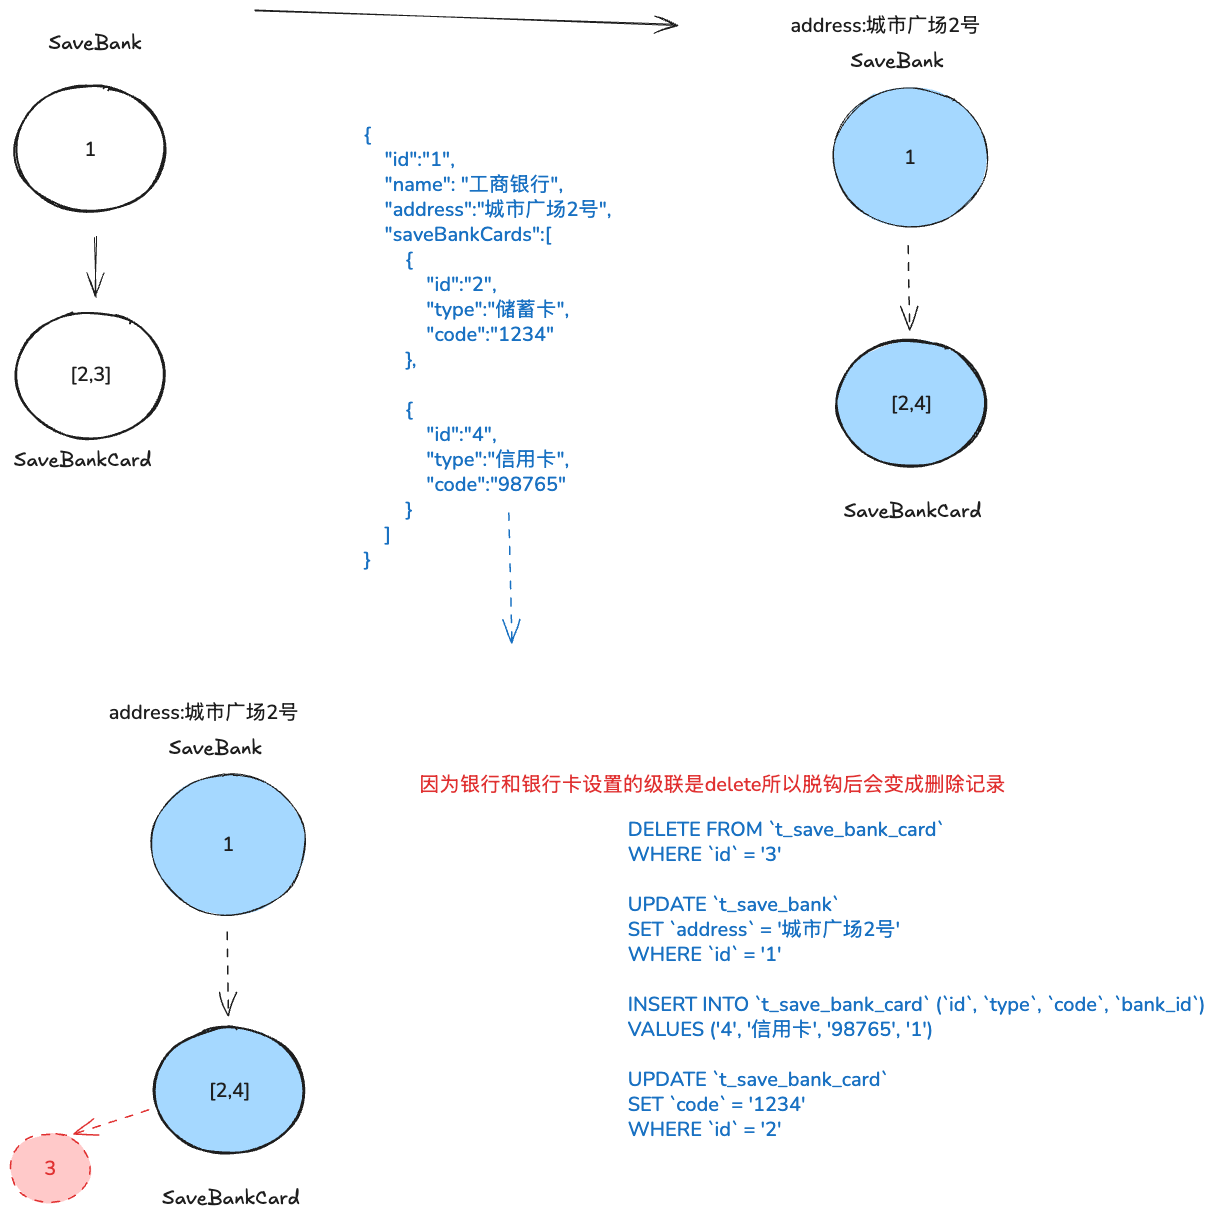 SaveBank
1
[2,3]
SaveBankCard
{
"id":"1",
"name": "工商银行",
"address":"城市广场2号",
"saveBankCards":[
{
"id":"2",
"type":"储蓄卡",
"code":"1234"
},
{
"id":"4",
"type":"信用卡",
"code":"98765"
}
]
}
address:城市广场2号
SaveBank
1
[2,4]
SaveBankCard
address:城市广场2号
SaveBank
1
[2,4]
3
SaveBankCard
因为银行和银行卡设置的级联是delete所以脱钩后会变成删除记录
DELETE FROM `t_save_bank_card`
WHERE `id` = '3'
UPDATE `t_save_bank`
SET `address` = '城市广场2号'
WHERE `id` = '1'
INSERT INTO `t_save_bank_card` (`id`, `type`, `code`, `bank_id`)
VALUES ('4', '信用卡', '98765', '1')
UPDATE `t_save_bank_card`
SET `code` = '1234'
WHERE `id` = '2'